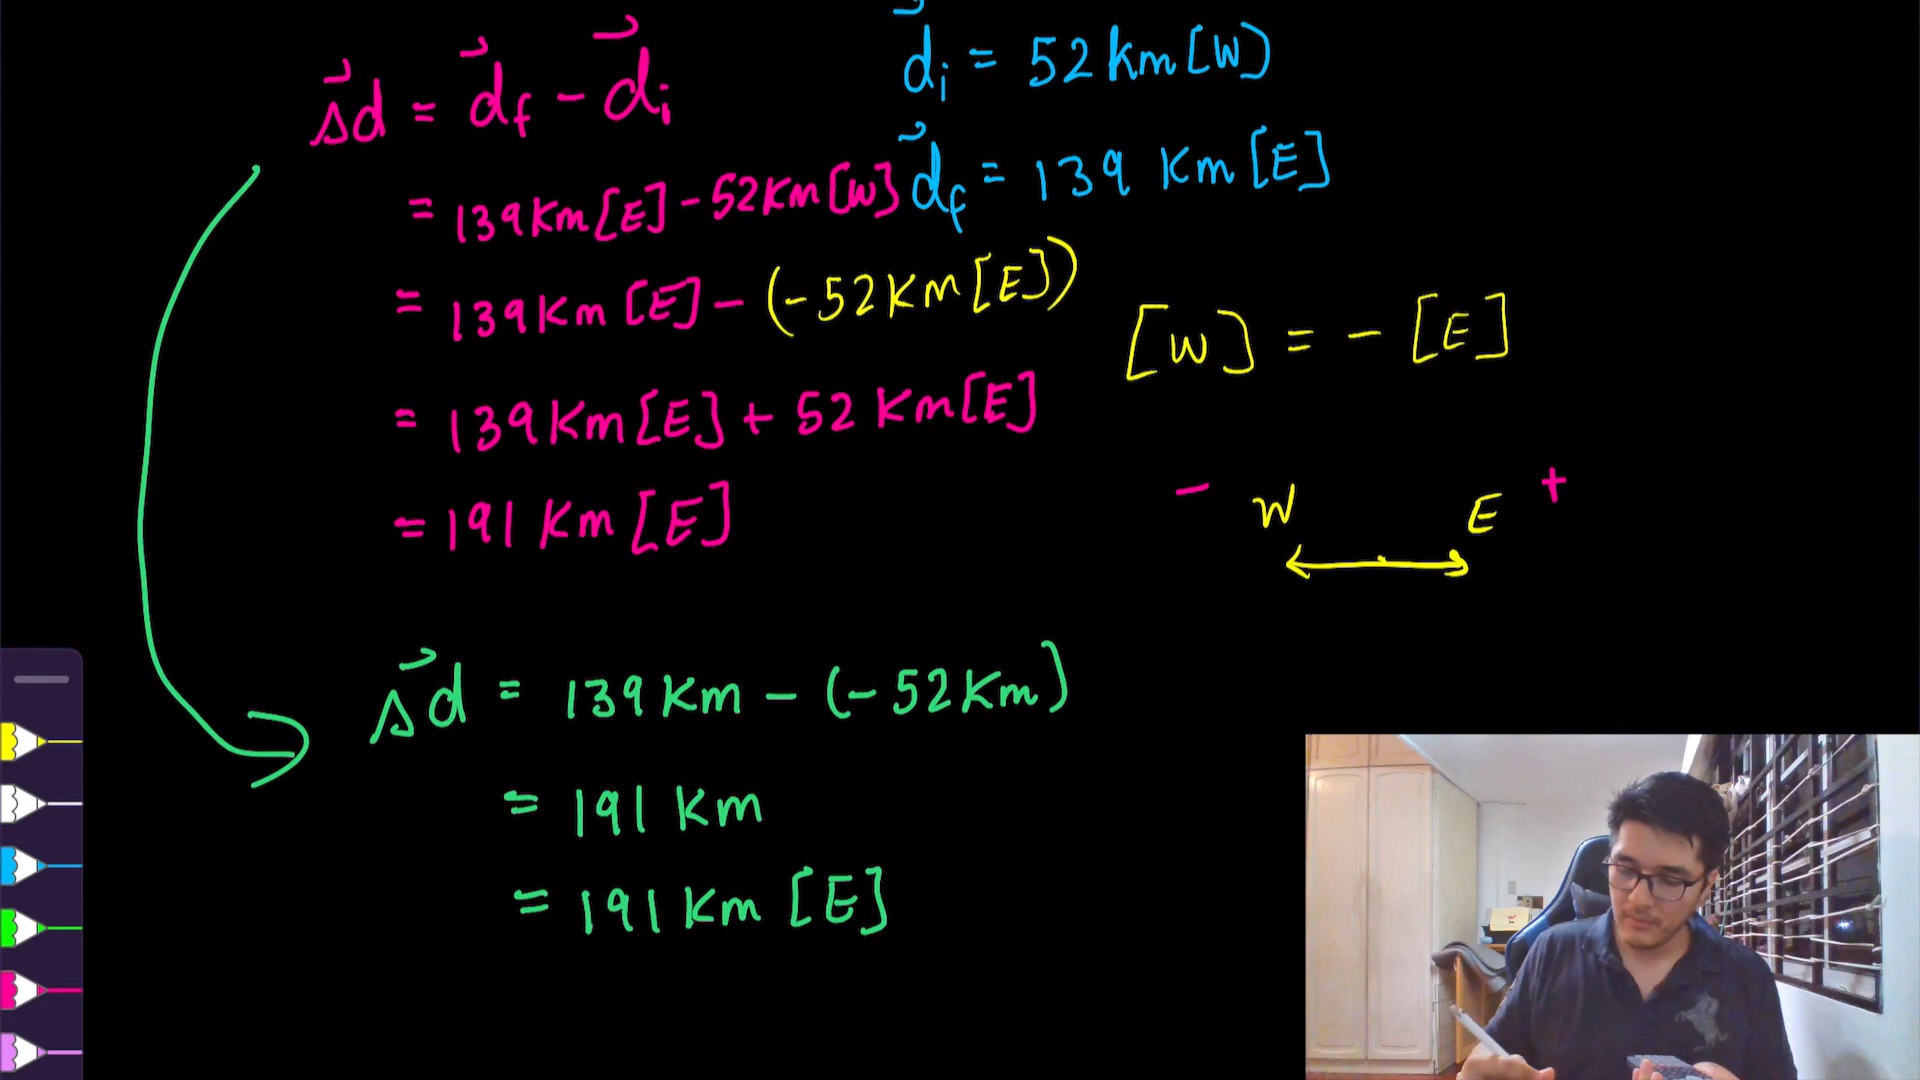 Δd⃗ = d⃗f - d⃗i
= 139 Km [E] - 52 Km [W]
= 139 Km [E] - (-52 Km [E])
= 139 Km [E] + 52 Km [E]
= 191 Km [E]
d⃗i = 52 km [W]
d⃗f = 139 Km [E]
[W] = - [E]
- W E +
Δd⃗ = 139 Km - (-52 Km)
= 191 Km
= 191 Km [E]